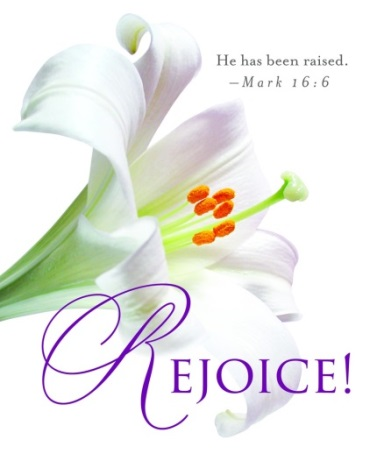 He has been raised.
–Mark 16:6
REJOICE!